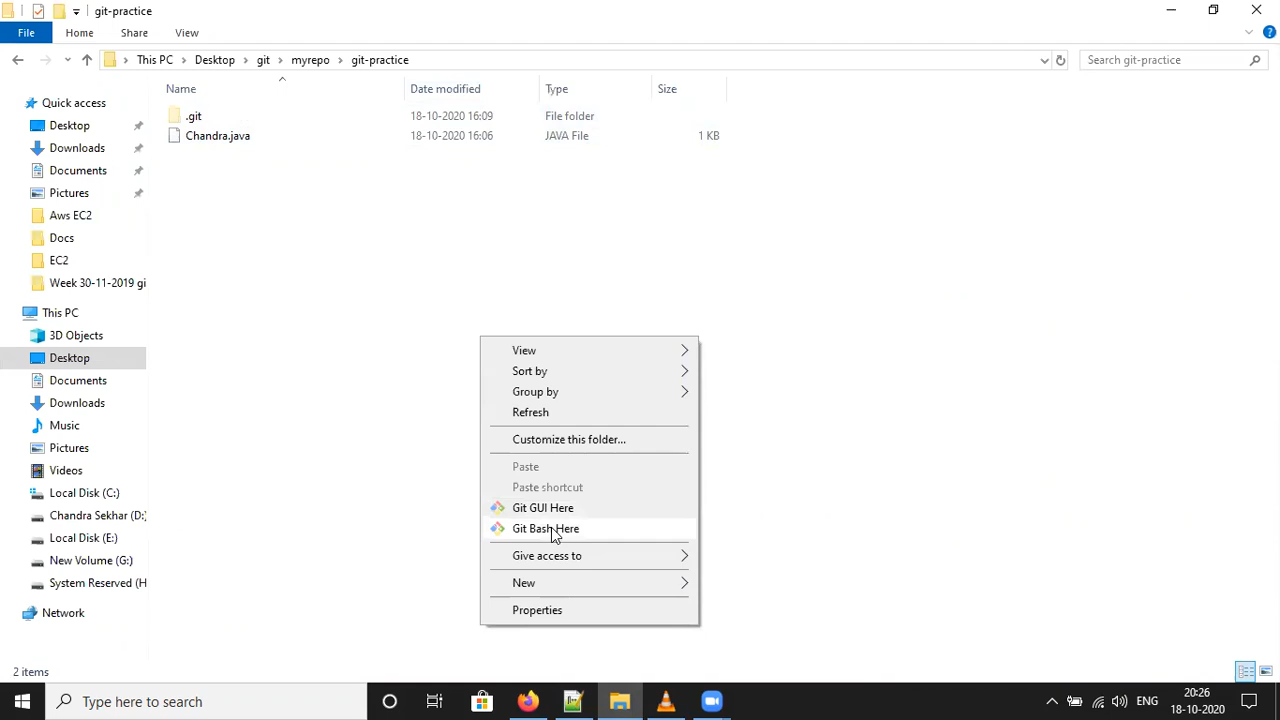 git-practice
File
Home
Share
View
This PC
Desktop
git
myrepo
git-practice
Search git-practice
Name
Date modified
Type
Size
.git
18-10-2020 16:09
File folder
Chandra.java
18-10-2020 16:06
JAVA File
1 KB
Quick access
Desktop
Downloads
Documents
Pictures
Aws EC2
Docs
EC2
Week 30-11-2019 gi
This PC
3D Objects
Desktop
Documents
Downloads
Music
Pictures
Videos
Local Disk (C:)
Chandra Sekhar (D:)
Local Disk (E:)
New Volume (G:)
System Reserved (H
Network
View
Sort by
Group by
Refresh
Customize this folder...
Paste
Paste shortcut
Git GUI Here
Git Bash Here
Give access to
New
Properties
2 items
Type here to search
ENG
20:26
18-10-2020